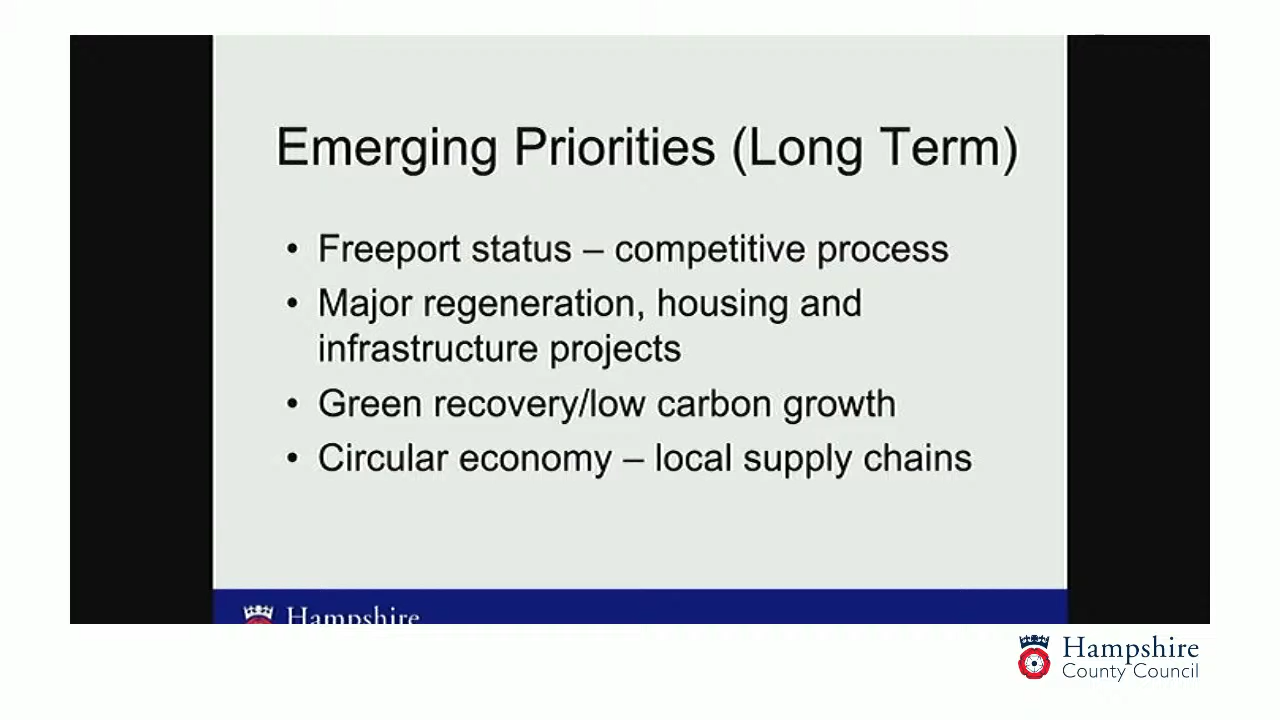 Emerging Priorities (Long Term)
• Freeport status – competitive process
• Major regeneration, housing and
infrastructure projects
• Green recovery/low carbon growth
• Circular economy – local supply chains
Hampshire
Hampshire
County Council